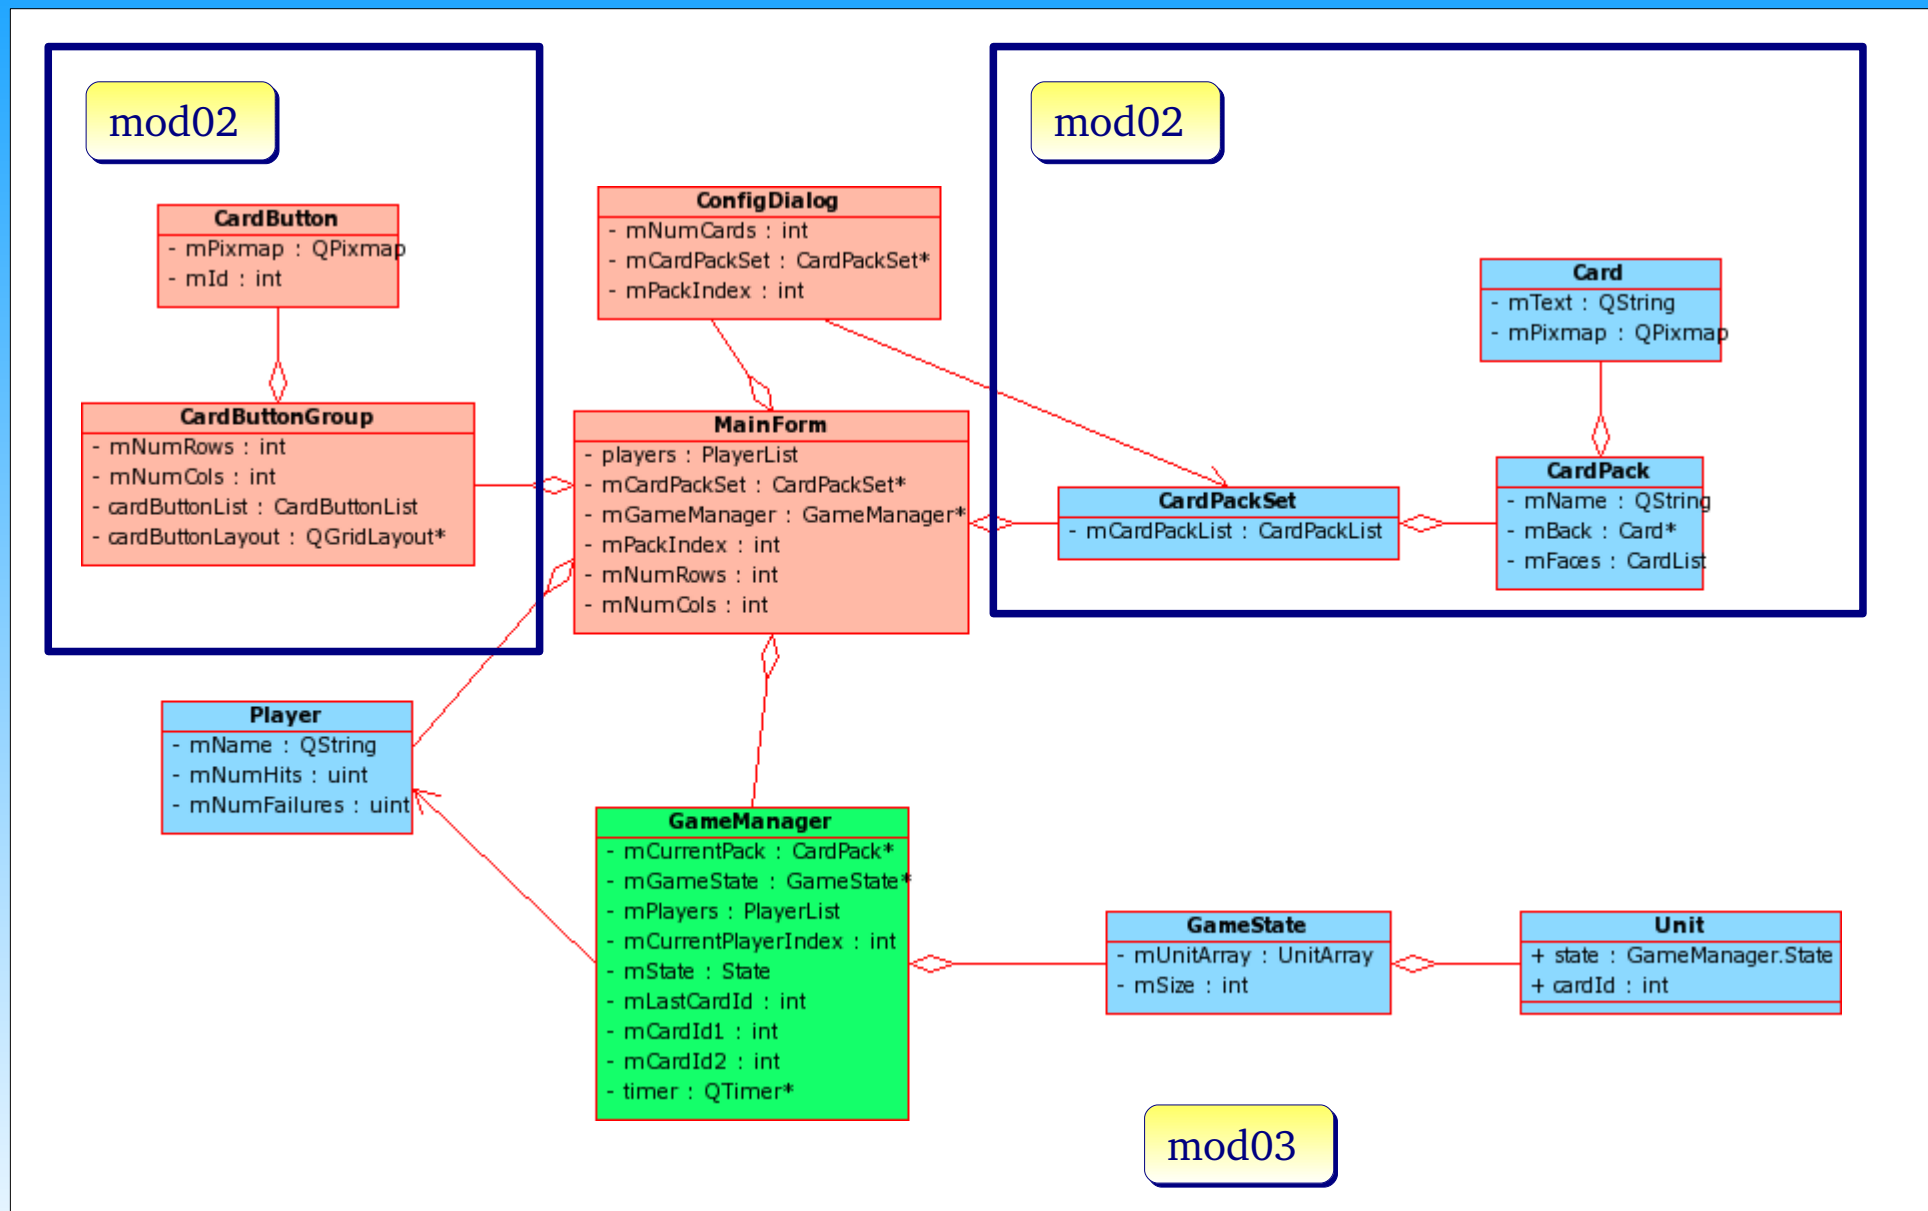 mod02
mod02
CardButton
- mPixmap : QPixmap
- mId : int
ConfigDialog
- mNumCards : int
- mCardPackSet : CardPackSet*
- mPackIndex : int
Card
- mText : QString
- mPixmap : QPixmap
CardButtonGroup
- mNumRows : int
- mNumCols : int
- cardButtonList : CardButtonList
- cardButtonLayout : QGridLayout*
MainForm
- players : PlayerList
- mCardPackSet : CardPackSet*
- mGameManager : GameManager*
- mPackIndex : int
- mNumRows : int
- mNumCols : int
CardPackSet
- mCardPackList : CardPackList
CardPack
- mName : QString
- mBack : Card*
- mFaces : CardList
Player
- mName : QString
- mNumHits : uint
- mNumFailures : uint
GameManager
- mCurrentPack : CardPack*
- mGameState : GameState*
- mPlayers : PlayerList
- mCurrentPlayerIndex : int
- mState : State
- mLastCardId : int
- mCardId1 : int
- mCardId2 : int
- timer : QTimer*
GameState
- mUnitArray : UnitArray
- mSize : int
Unit
+ state : GameManager.State
+ cardId : int
mod03